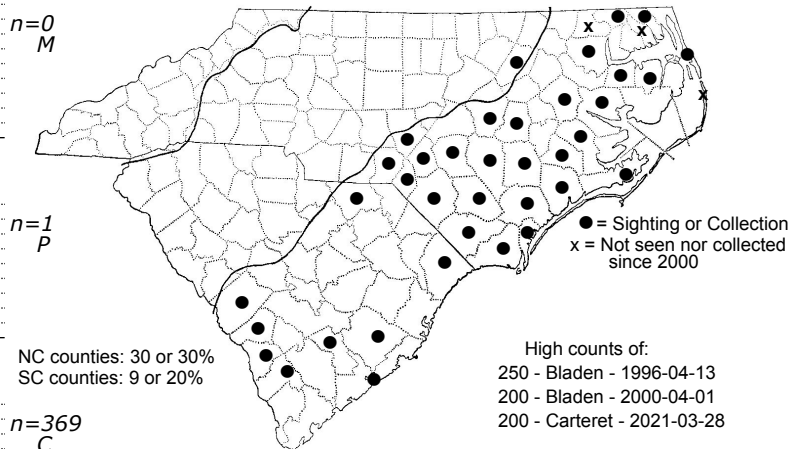 n=0
M
n=1
P
n=369
C
● = Sighting or Collection
x = Not seen nor collected
since 2000
NC counties: 30 or 30%
SC counties: 9 or 20%
High counts of:
250 - Bladen - 1996-04-13
200 - Bladen - 2000-04-01
200 - Carteret - 2021-03-28